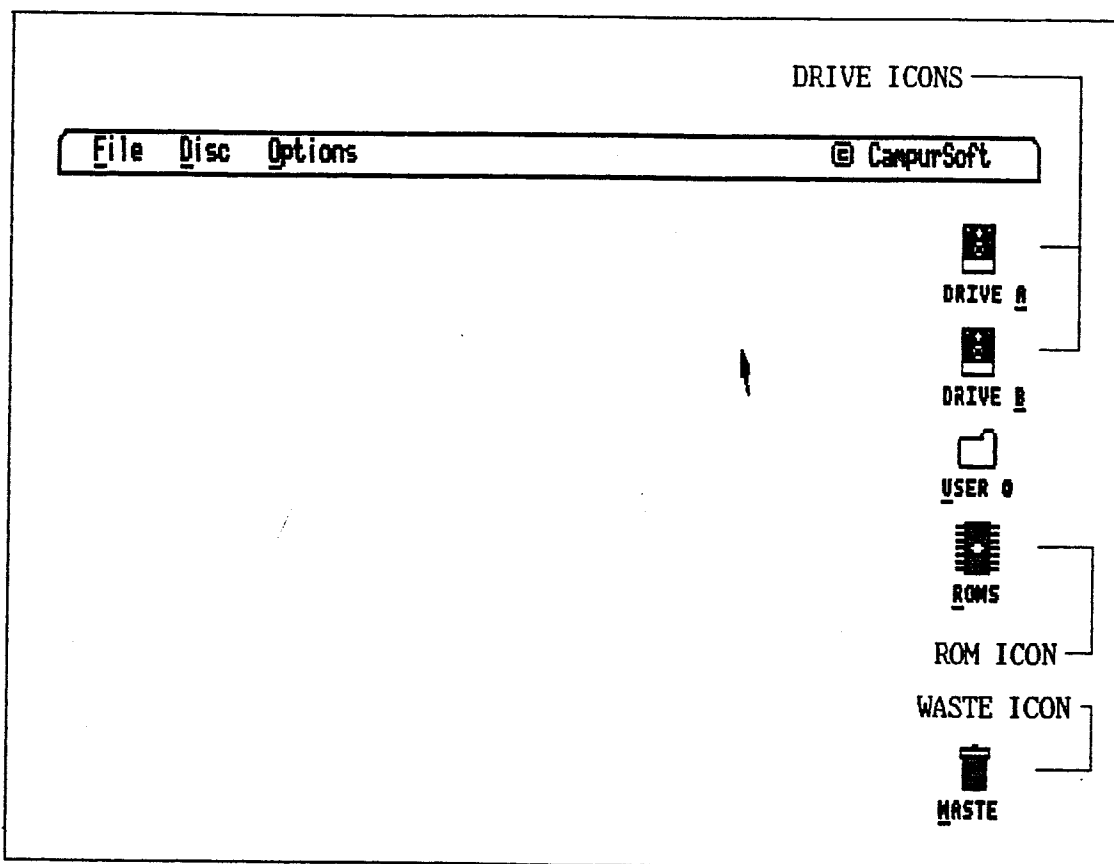 DRIVE ICONS
File Disc Options © CampurSoft
DRIVE A
DRIVE B
USER 0
ROMS
ROM ICON
WASTE ICON
WASTE